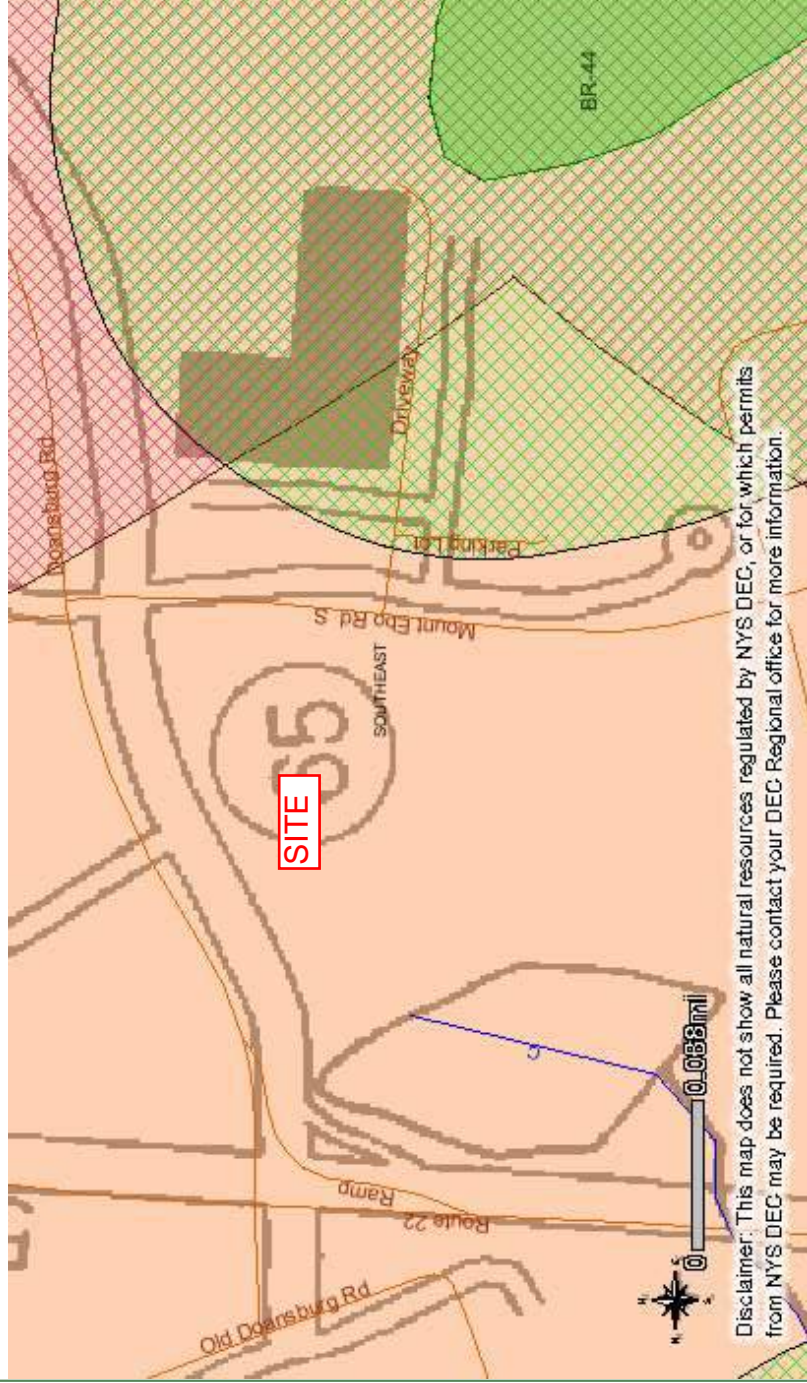 Doansburg Rd
BR-44
Driveway
Parking Lot
Mount Ebo Rd S
SOUTHEAST
65
SITE
C
Ramp
Route 22
Old Doansburg Rd
0 0.088mi
Disclaimer: This map does not show all natural resources regulated by NYS DEC, or for which permits
from NYS DEC may be required. Please contact your DEC Regional office for more information.